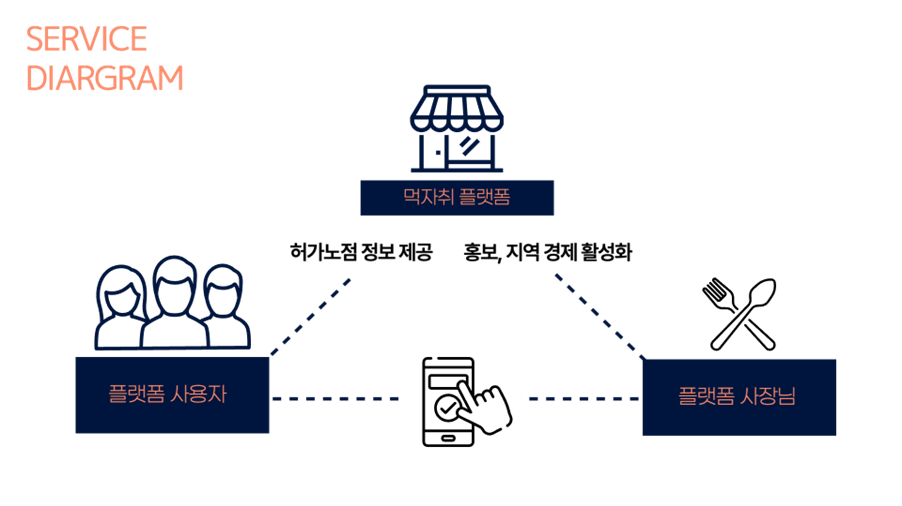 SERVICE
DIARGRAM
먹자취 플랫폼
허가노점 정보 제공
홍보, 지역 경제 활성화
플랫폼 사용자
플랫폼 사장님